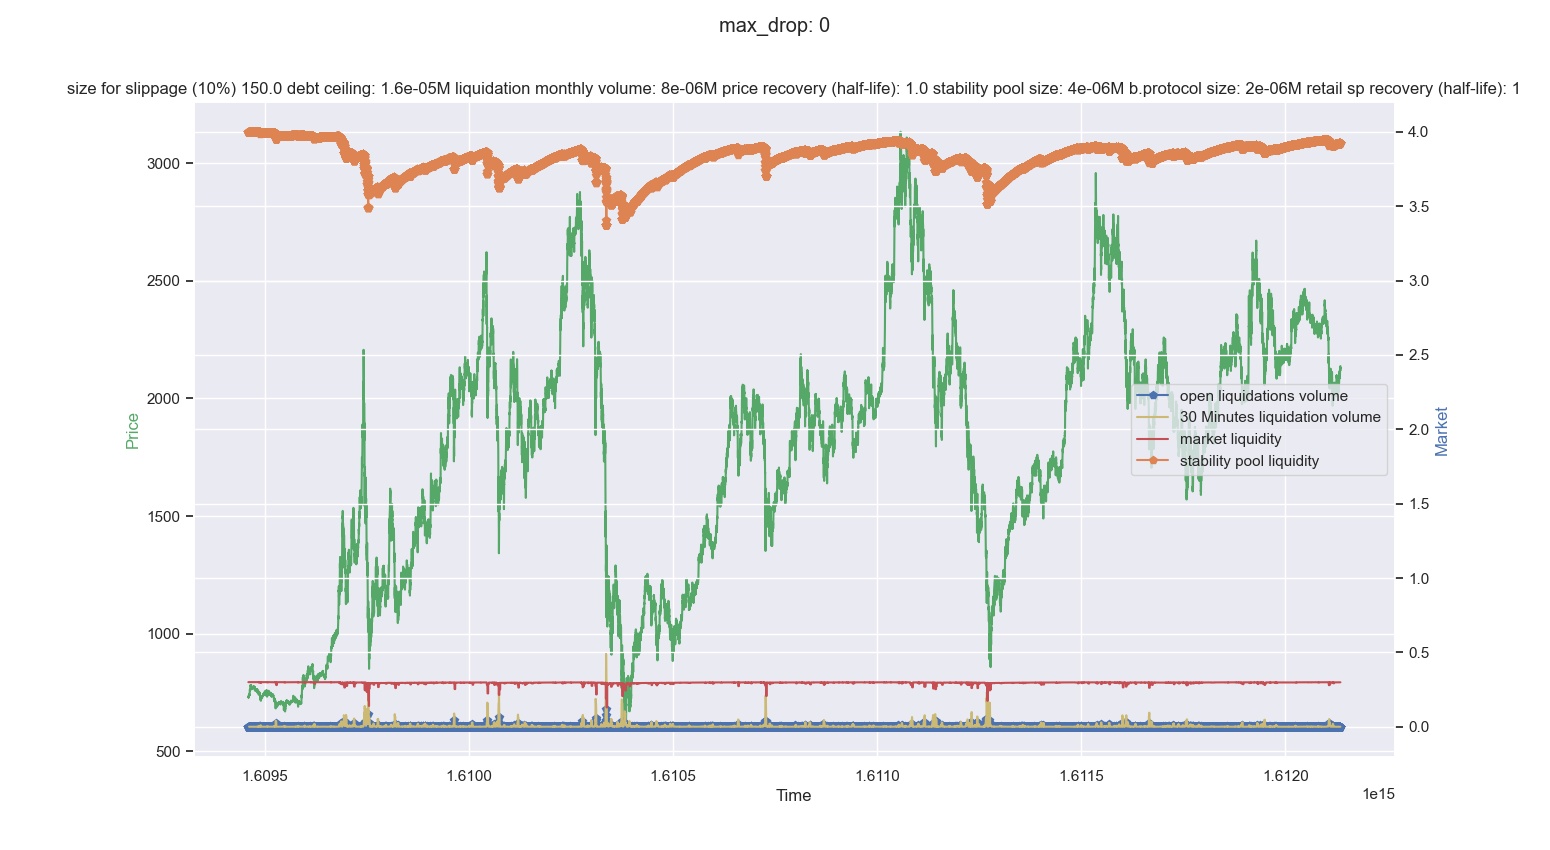 max_drop: 0
size for slippage (10%) 150.0 debt ceiling: 1.6e-05M liquidation monthly volume: 8e-06M price recovery (half-life): 1.0 stability pool size: 4e-06M b.protocol size: 2e-06M retail sp recovery (half-life): 1
3000
2500
2000
1500
1000
500
Price
4.0
3.5
3.0
2.5
2.0
1.5
1.0
0.5
0.0
Market
open liquidations volume
30 Minutes liquidation volume
market liquidity
stability pool liquidity
1.6095
1.6100
1.6105
1.6110
1.6115
1.6120
Time
1e15